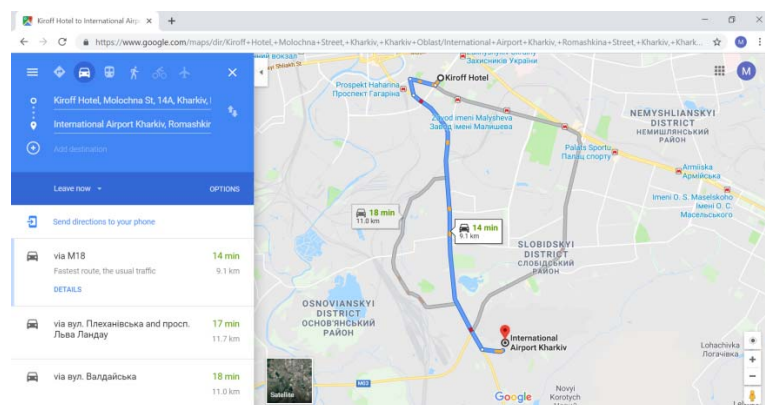 Kiroff Hotel to International Airp
https://www.google.com/maps/dir/Kiroff+Hotel,+Molochna+Street,+Kharkiv,+Kharkiv+Oblast/International+Airport+Kharkiv,+Romashkina+Street,+Kharkiv,+Khark...
M
Kiroff Hotel, Molochna St, 14A, Kharkiv,
International Airport Kharkiv, Romashkin
Add destination
Leave now
OPTIONS
Send directions to your phone
via M18
14 min
Fastest route, the usual traffic
9.1 km
DETAILS
via вул. Плеханівська and просп.
Льва Ландау
17 min
11.7 km
via вул. Валдайська
18 min
11.0 km
Захисників України
Kiroff Hotel
Prospekt Haharina
Проспект Гагаріна
Zavod imeni Malysheva
Завод імені Малишева
M
NEMYSHLIANSKYI
DISTRICT
НЕМИШЛЯНСЬКИЙ
РАЙОН
Palats Sportu
Палац спорту
Armiiska
Армійська
Imeni O. S. Maselskoho
Імені О. С.
Масельського
18 min
11.0 km
14 min
9.1 km
SLOBIDSKYI
DISTRICT
СЛОБІДСЬКИЙ
РАЙОН
OSNOVIANSKYI
DISTRICT
ОСНОВ'ЯНСЬКИЙ
РАЙОН
International
Airport Kharkiv
Lohachivka
Логачівка
M03
Satellite
Google
Novyi
Korotych